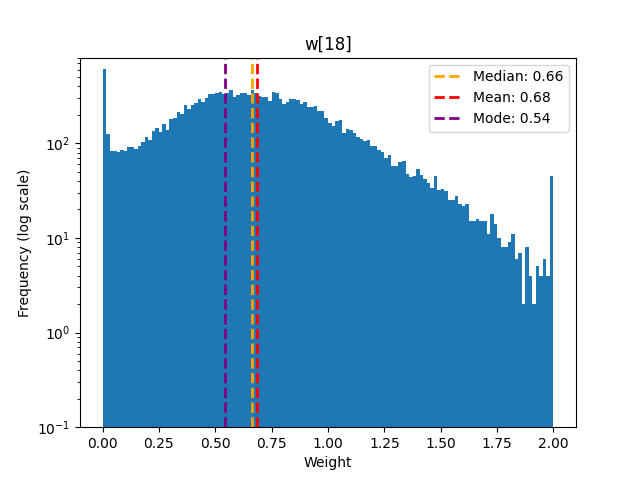 w[18]
Median: 0.66
Mean: 0.68
Mode: 0.54
Frequency (log scale)
10²
10¹
10⁰
10⁻¹
0.00 0.25 0.50 0.75 1.00 1.25 1.50 1.75 2.00
Weight